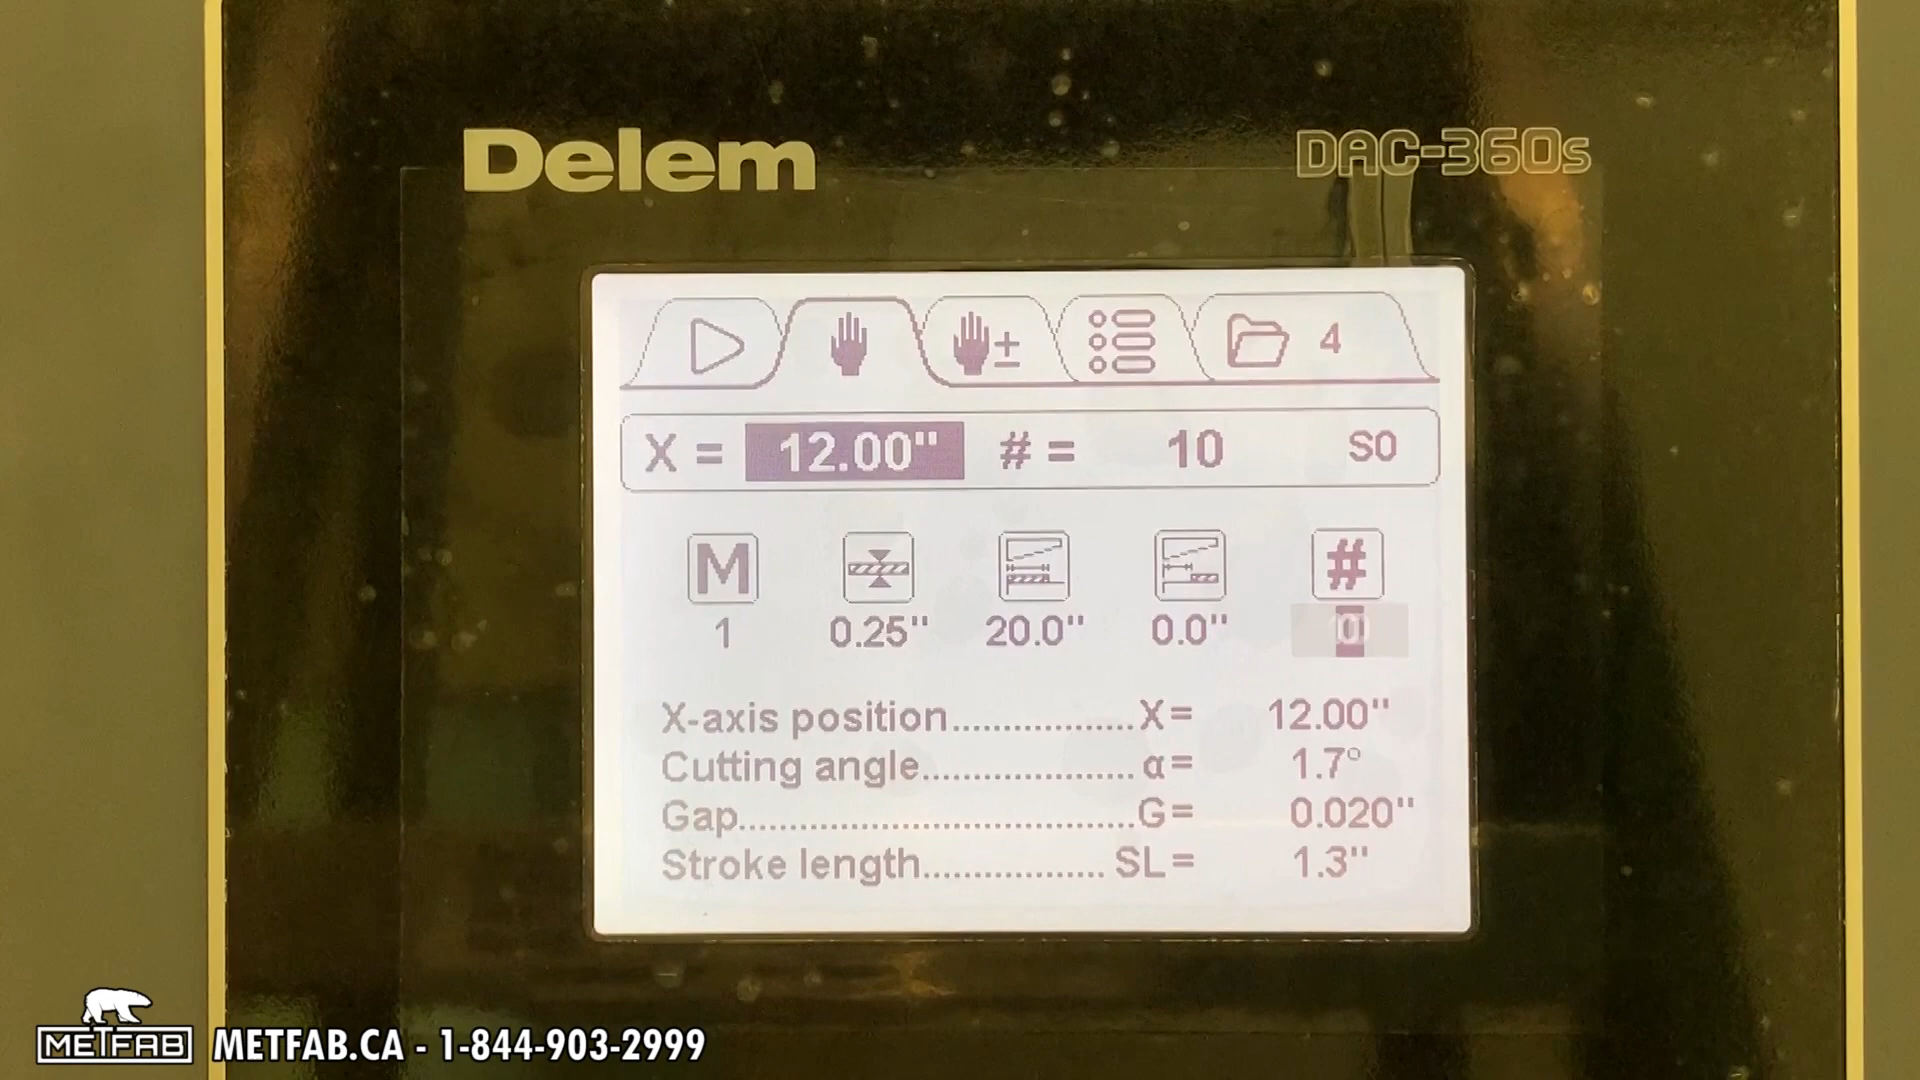 Delem
DAC-360s
4
X = 12.00" # = 10 S0
M #
1 0.25" 20.0" 0.0"
X-axis position..................X= 12.00"
Cutting angle..................... α= 1.7°
Gap.......................................G= 0.020"
Stroke length.................. SL= 1.3"
METFAB METFAB.CA - 1-844-903-2999